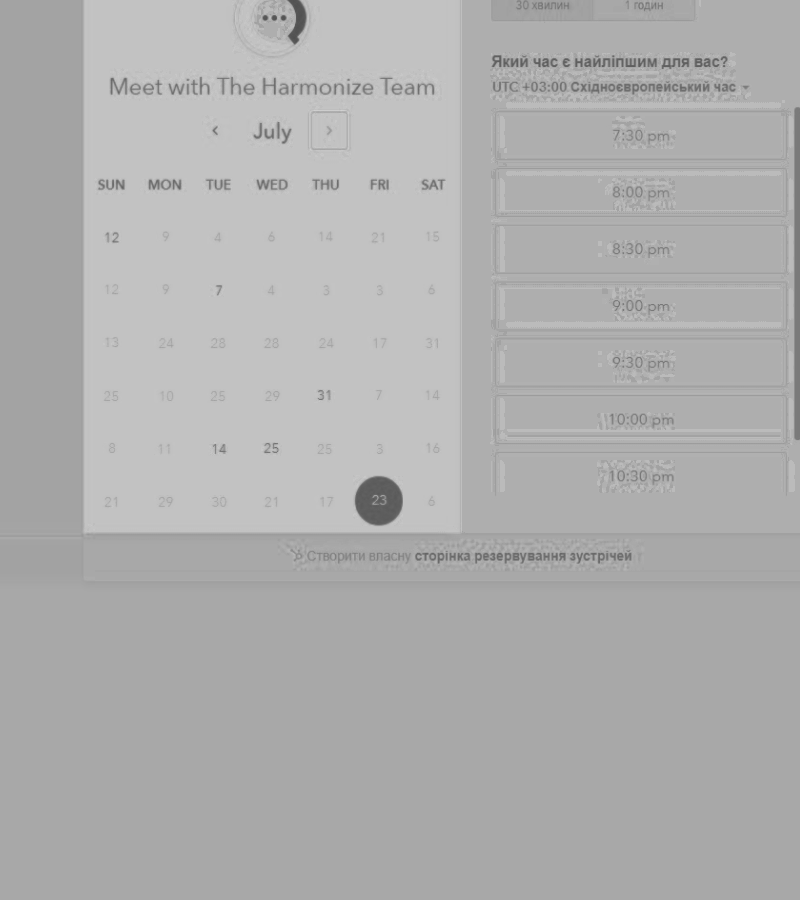 Meet with The Harmonize Team
July
SUN MON TUE WED THU FRI SAT
12 9 4 6 14 21 15
12 9 7 4 3 3 6
13 24 28 28 24 17 31
25 10 25 29 31 7 14
8 11 14 25 25 3 16
21 29 30 21 17 23 6
30 хвилин 1 годин
Який час є найліпшим для вас?
UTC +03:00 Східноєвропейський час
7:30 pm
8:00 pm
8:30 pm
9:00 pm
9:30 pm
10:00 pm
10:30 pm
Створити власну сторінка резервування зустрічей